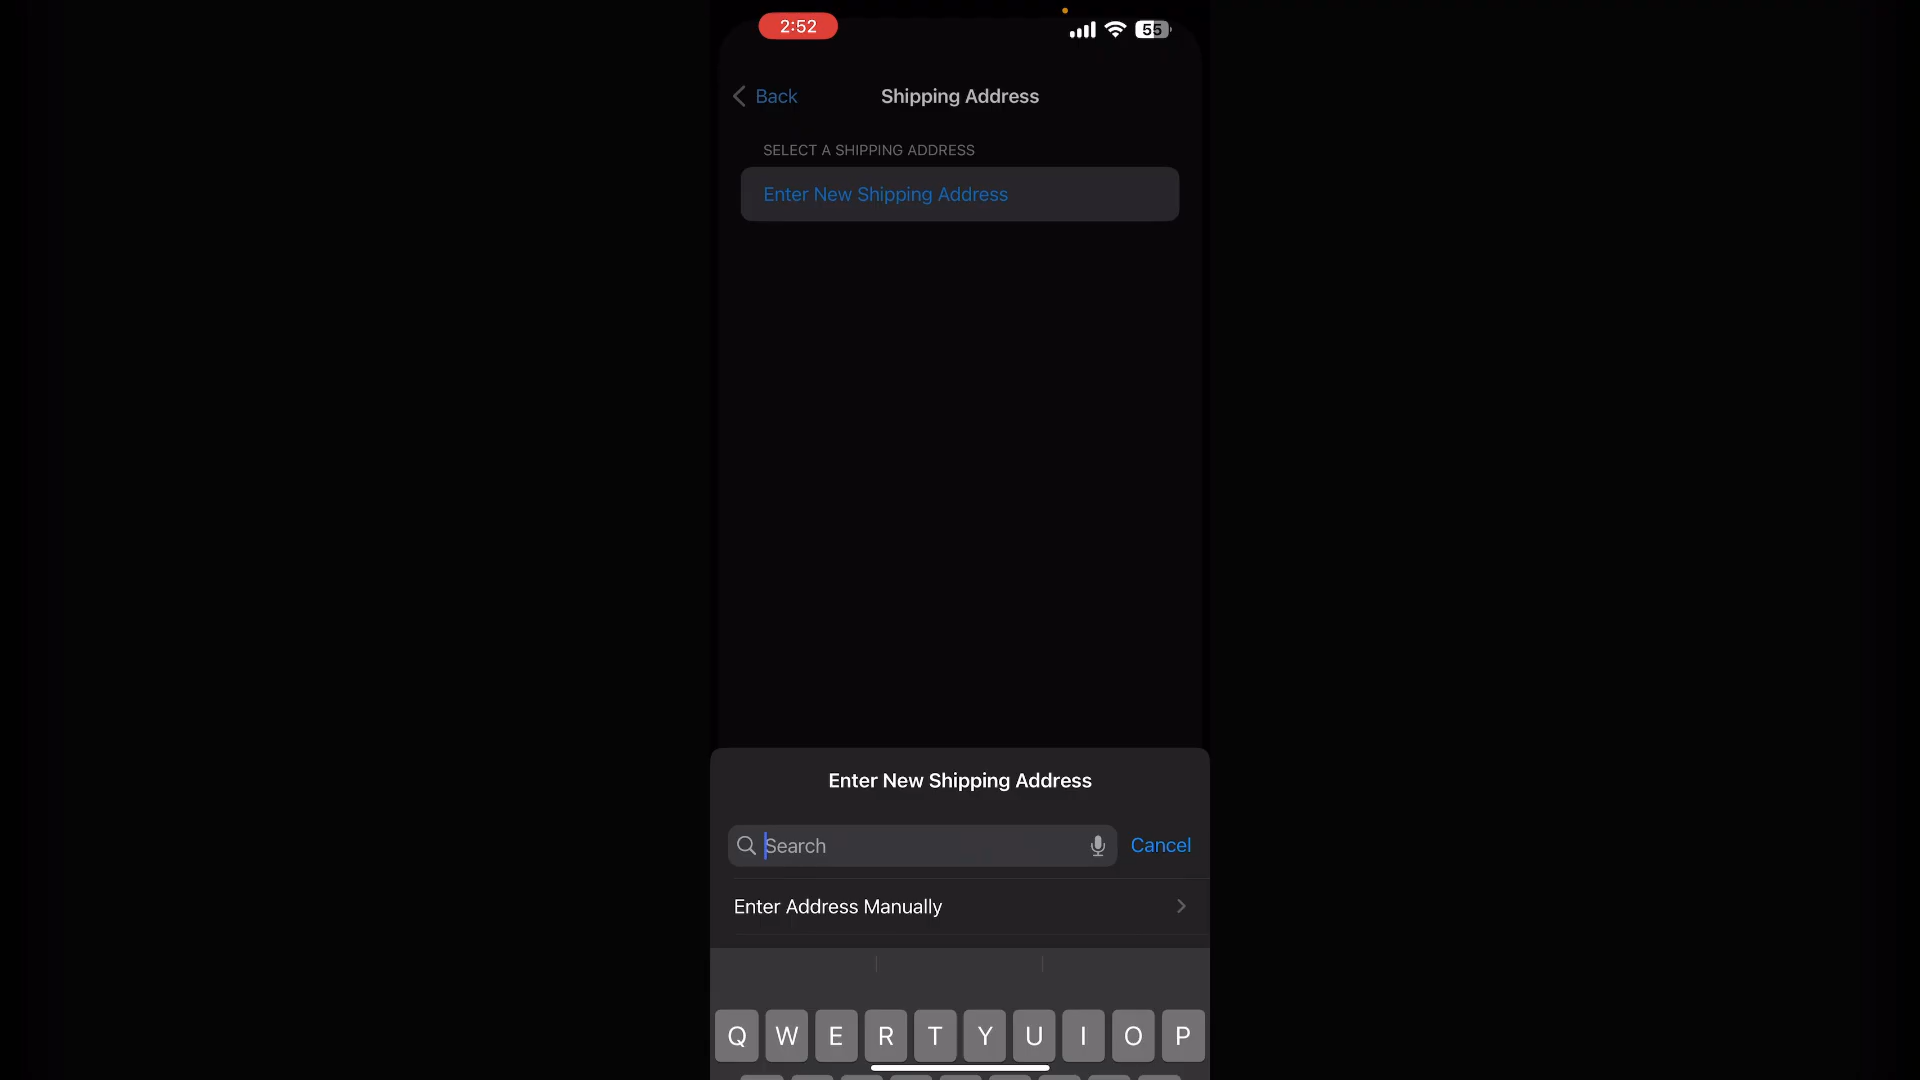 2:52
55
Back
Shipping Address
SELECT A SHIPPING ADDRESS
Enter New Shipping Address
Enter New Shipping Address
Search
Cancel
Enter Address Manually
Q W E R T Y U I O P